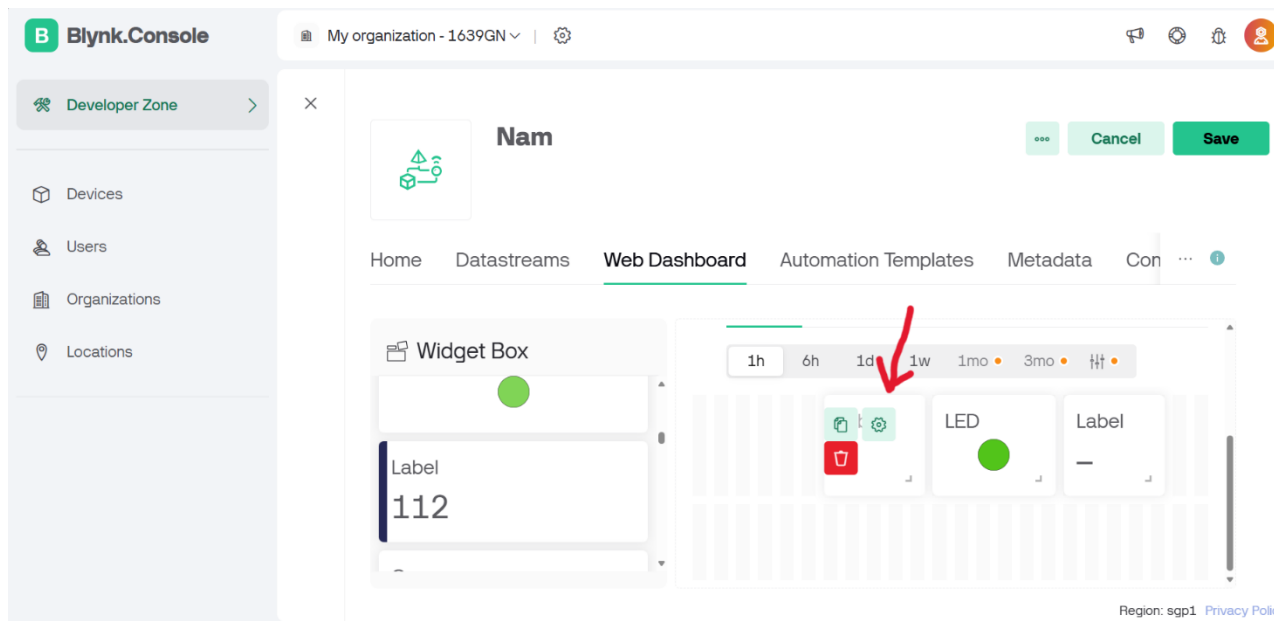 B Blynk.Console
My organization - 1639GN
Developer Zone
Devices
Users
Organizations
Locations
Nam
Cancel
Save
Home Datastreams Web Dashboard Automation Templates Metadata Con ...
Widget Box
1h 6h 1d 1w 1mo 3mo
Label
112
LED
Label
–
Region: sgp1 Privacy Poli